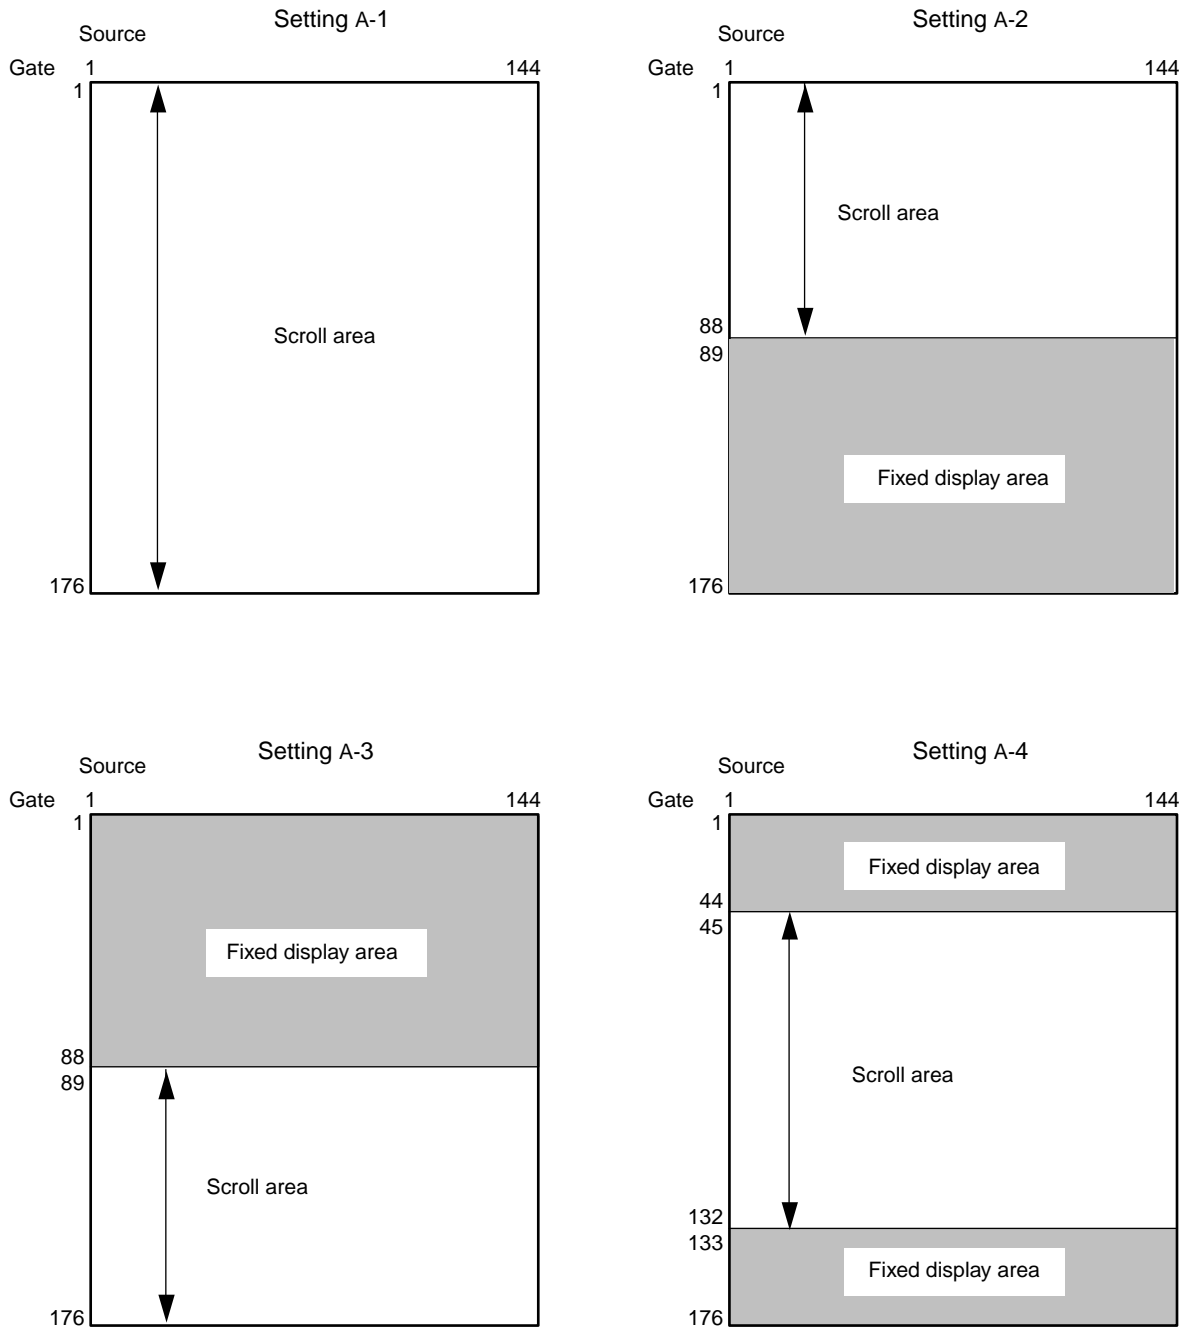 Setting A-1
Source
Gate 1 144
1
Scroll area
176
Setting A-2
Source
Gate 1 144
1
Scroll area
88
89
Fixed display area
176
Setting A-3
Source
Gate 1 144
1
Fixed display area
88
89
Scroll area
176
Setting A-4
Source
Gate 1 144
1
Fixed display area
44
45
Scroll area
132
133
Fixed display area
176